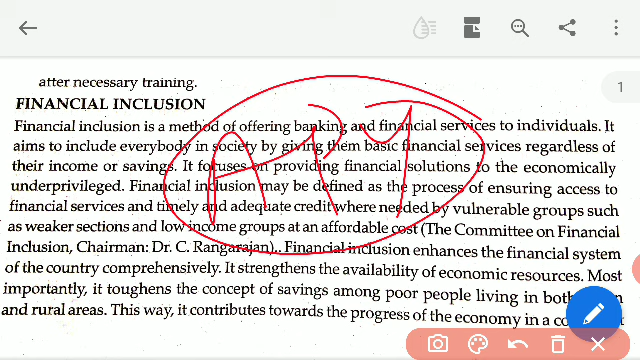 1
after necessary training.
FINANCIAL INCLUSION
Financial inclusion is a method of offering banking and financial services to individuals. It
aims to include everybody in society by giving them basic financial services regardless of
their income or savings. It focuses on providing financial solutions to the economically
underprivileged. Financial inclusion may be defined as the process of ensuring access to
financial services and timely and adequate credit where needed by vulnerable groups such
as weaker sections and low income groups at an affordable cost (The Committee on Financial
Inclusion, Chairman: Dr. C. Rangarajan).. Financial inclusion enhances the financial system
of the country comprehensively. It strengthens the availability of economic resources. Most
importantly, it toughens the concept of savings among poor people living in both
and rural areas. This way, it contributes towards the progress of the economy in a